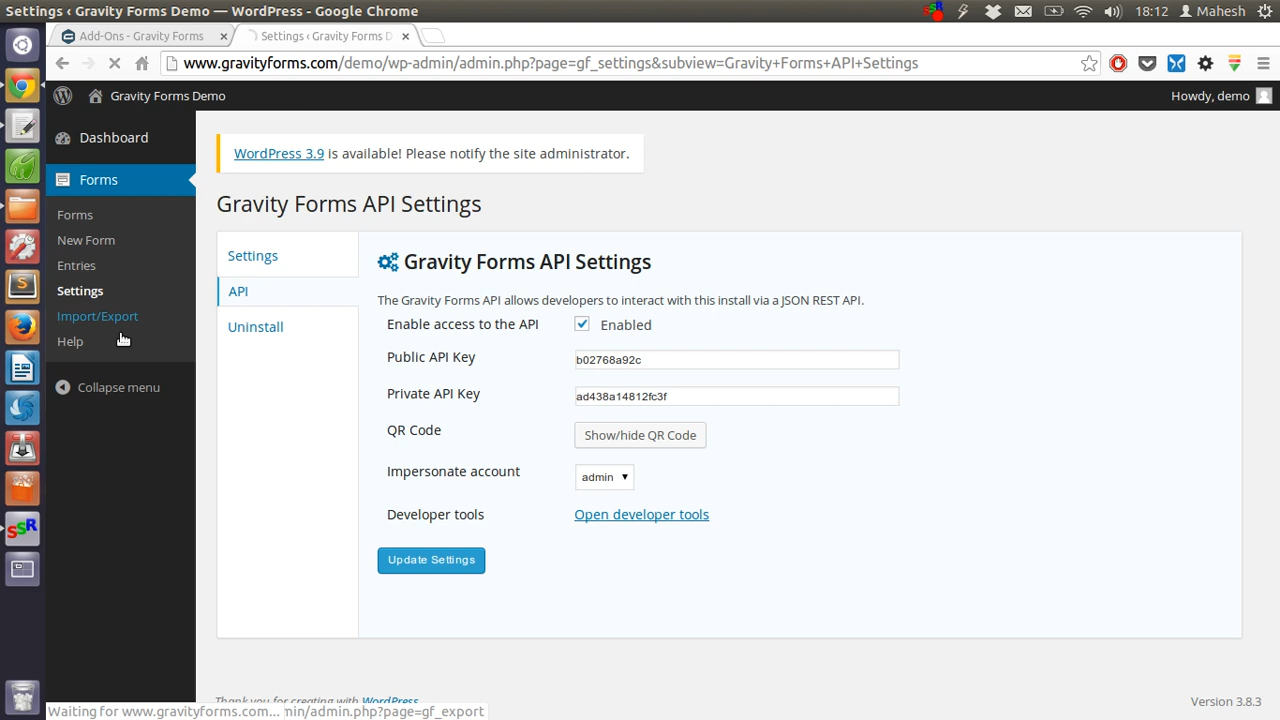 Settings ‹ Gravity Forms Demo — WordPress - Google Chrome
18:12 Mahesh
Add-Ons - Gravity Forms × Settings ‹ Gravity Forms D ×
www.gravityforms.com/demo/wp-admin/admin.php?page=gf_settings&subview=Gravity+Forms+API+Settings
Gravity Forms Demo
Howdy, demo
Dashboard
Forms
Forms
New Form
Entries
Settings
Import/Export
Help
Collapse menu
WordPress 3.9 is available! Please notify the site administrator.
Gravity Forms API Settings
Settings
API
Uninstall
Gravity Forms API Settings
The Gravity Forms API allows developers to interact with this install via a JSON REST API.
Enable access to the API Enabled
Public API Key b02768a92c
Private API Key ad438a14812fc3f
QR Code Show/hide QR Code
Impersonate account admin
Developer tools Open developer tools
Update Settings
Thank you for creating with WordPress.
Version 3.8.3
Waiting for www.gravityforms.com... min/admin.php?page=gf_export